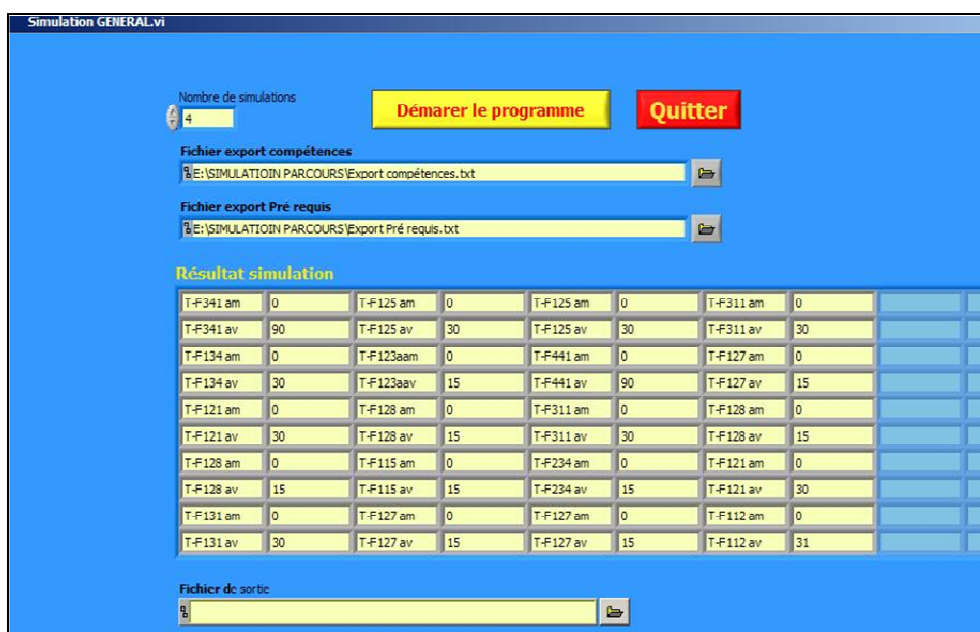 Simulation GENERAL.vi
Nombre de simulations
4
Démarer le programme
Quitter
Fichier export compétences
E:\SIMULATIOIN PARCOURS\Export compétences.txt
Fichier export Pré requis
E:\SIMULATIOIN PARCOURS\Export Pré requis.txt
Résultat simulation
T-F341 am 0 T-F125 am 0 T-F125 am 0 T-F311 am 0
T-F341 av 90 T-F125 av 30 T-F125 av 30 T-F311 av 30
T-F134 am 0 T-F123aam 0 T-F441 am 0 T-F127 am 0
T-F134 av 30 T-F123aav 15 T-F441 av 90 T-F127 av 15
T-F121 am 0 T-F128 am 0 T-F311 am 0 T-F128 am 0
T-F121 av 30 T-F128 av 15 T-F311 av 30 T-F128 av 15
T-F128 am 0 T-F115 am 0 T-F234 am 0 T-F121 am 0
T-F128 av 15 T-F115 av 15 T-F234 av 15 T-F121 av 30
T-F131 am 0 T-F127 am 0 T-F127 am 0 T-F112 am 0
T-F131 av 30 T-F127 av 15 T-F127 av 15 T-F112 av 31
Fichier de sortie